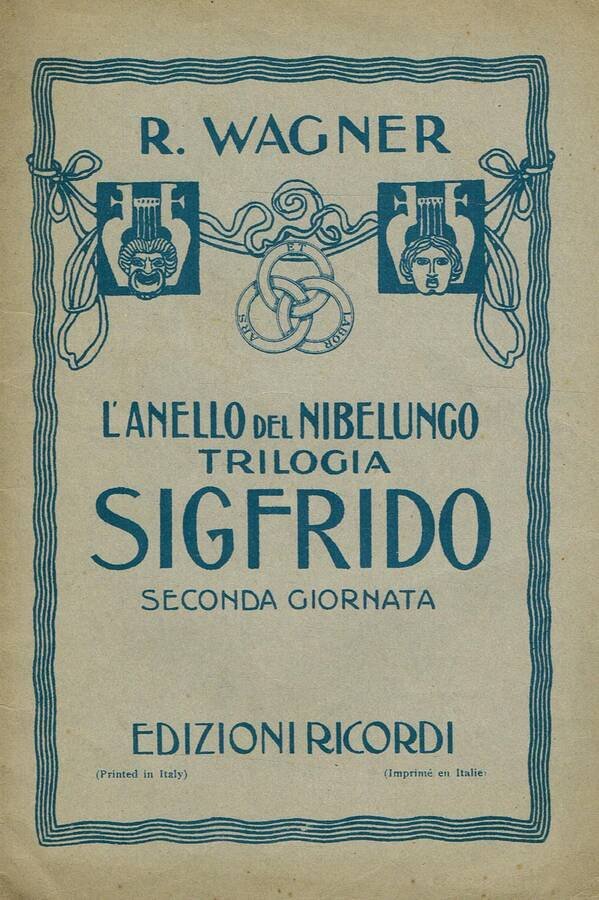 R. WAGNER
ARS ET LABOR
L'ANELLO DEL NIBELUNGO
TRILOGIA
SIGFRIDO
SECONDA GIORNATA
EDIZIONI RICORDI
(Printed in Italy)
(Imprimé en Italie)